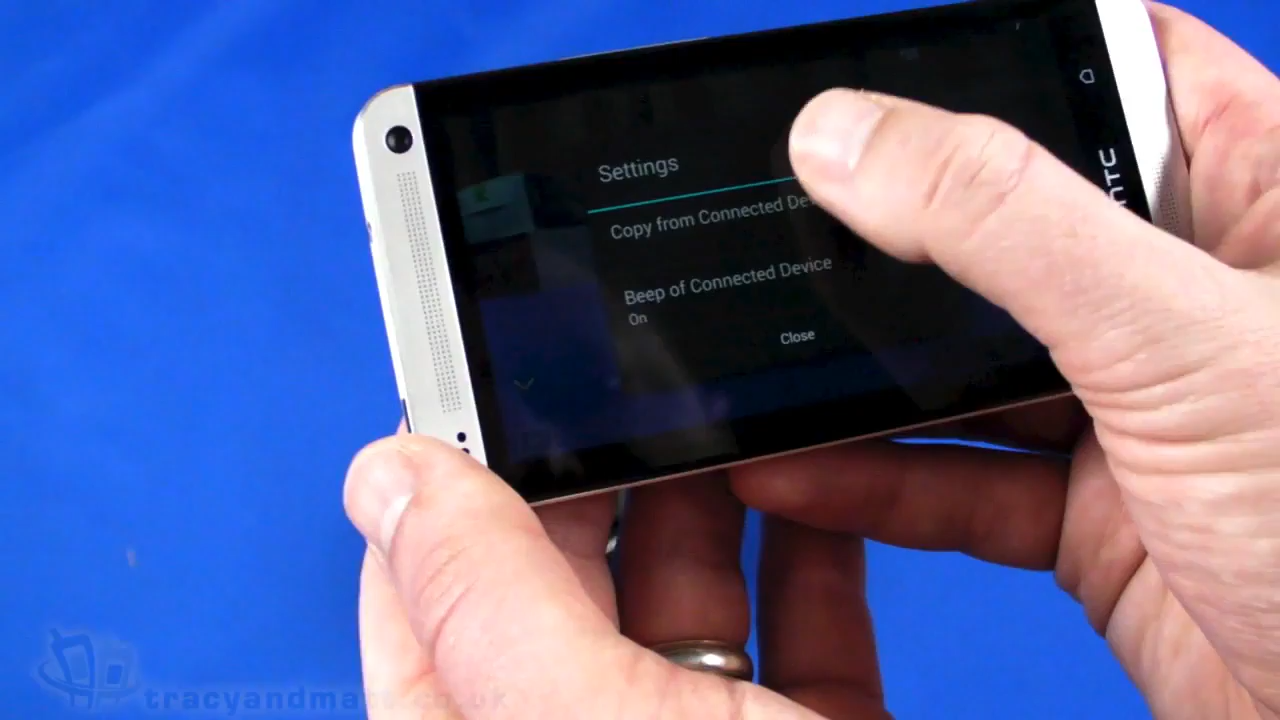 Settings
Copy from Connected
Beep of Connected Device
On
Close
hTC